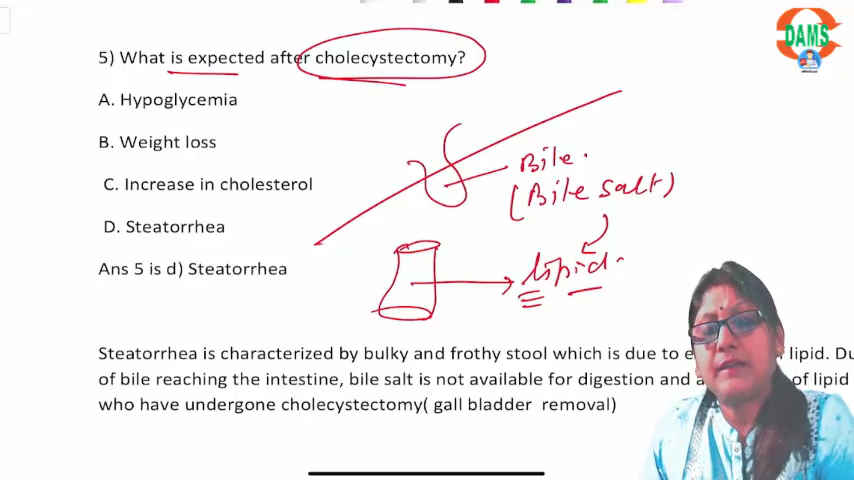 DAMS
5) What is expected after cholecystectomy?
A. Hypoglycemia
B. Weight loss
Bile.
C. Increase in cholesterol
(Bile salt)
D. Steatorrhea
Ans 5 is d) Steatorrhea
lipid.
Steatorrhea is characterized by bulky and frothy stool which is due to lipid. Du
of bile reaching the intestine, bile salt is not available for digestion and of lipid
who have undergone cholecystectomy( gall bladder removal)